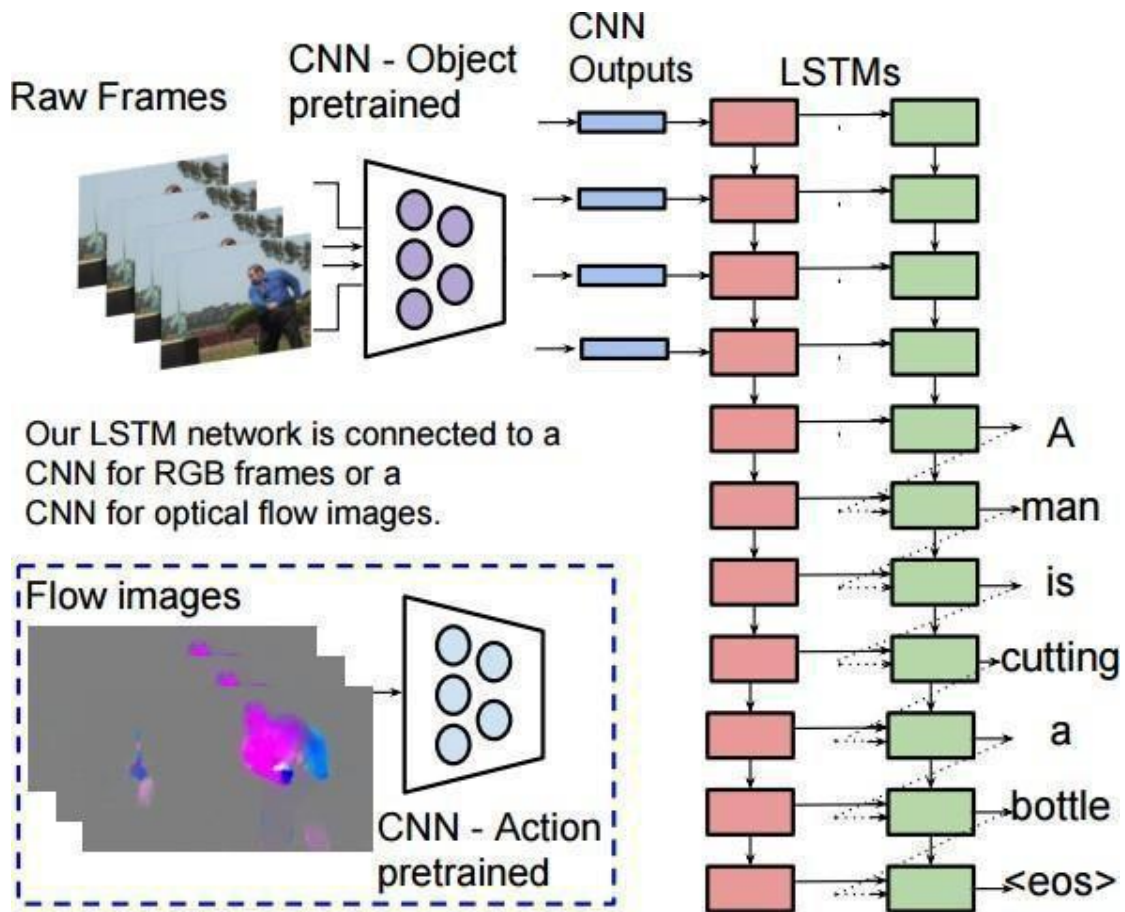 Raw Frames
CNN - Object
pretrained
CNN
Outputs
LSTMs
Our LSTM network is connected to a
CNN for RGB frames or a
CNN for optical flow images.
Flow images
CNN - Action
pretrained
A
man
is
cutting
a
bottle
<eos>